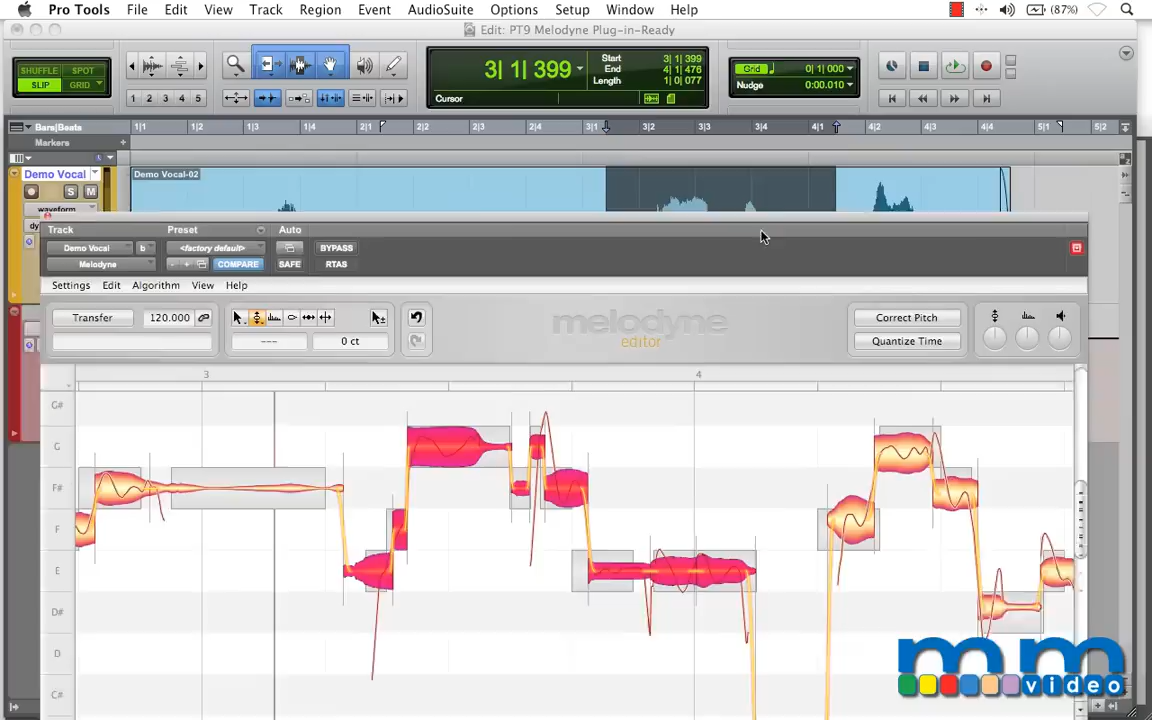 Pro Tools File Edit View Track Region Event AudioSuite Options Setup Window Help (87%)
Edit: PT9 Melodyne Plug-in-Ready
SHUFFLE SPOT
SLIP GRID
3| 1| 399
Start 3| 1| 399
End 4| 1| 476
Length 1| 0| 077
Cursor
Grid 0| 1| 000
Nudge 0:00.010
1 2 3 4 5
Bars|Beats 1|1 1|2 1|3 1|4 2|1 2|2 2|3 2|4 3|1 3|2 3|3 3|4 4|1 4|2 4|3 4|4 5|1 5|2
Markers
Demo Vocal
Demo Vocal-02
S M
waveform
dy
Track Preset Auto
Demo Vocal b <factory default> BYPASS
Melodyne - + COMPARE SAFE RTAS
Settings Edit Algorithm View Help
Transfer 120.000
--- 0 ct
melodyne
editor
Correct Pitch
Quantize Time
3 4
G#
G
F#
F
E
D#
D
C#
mm
video